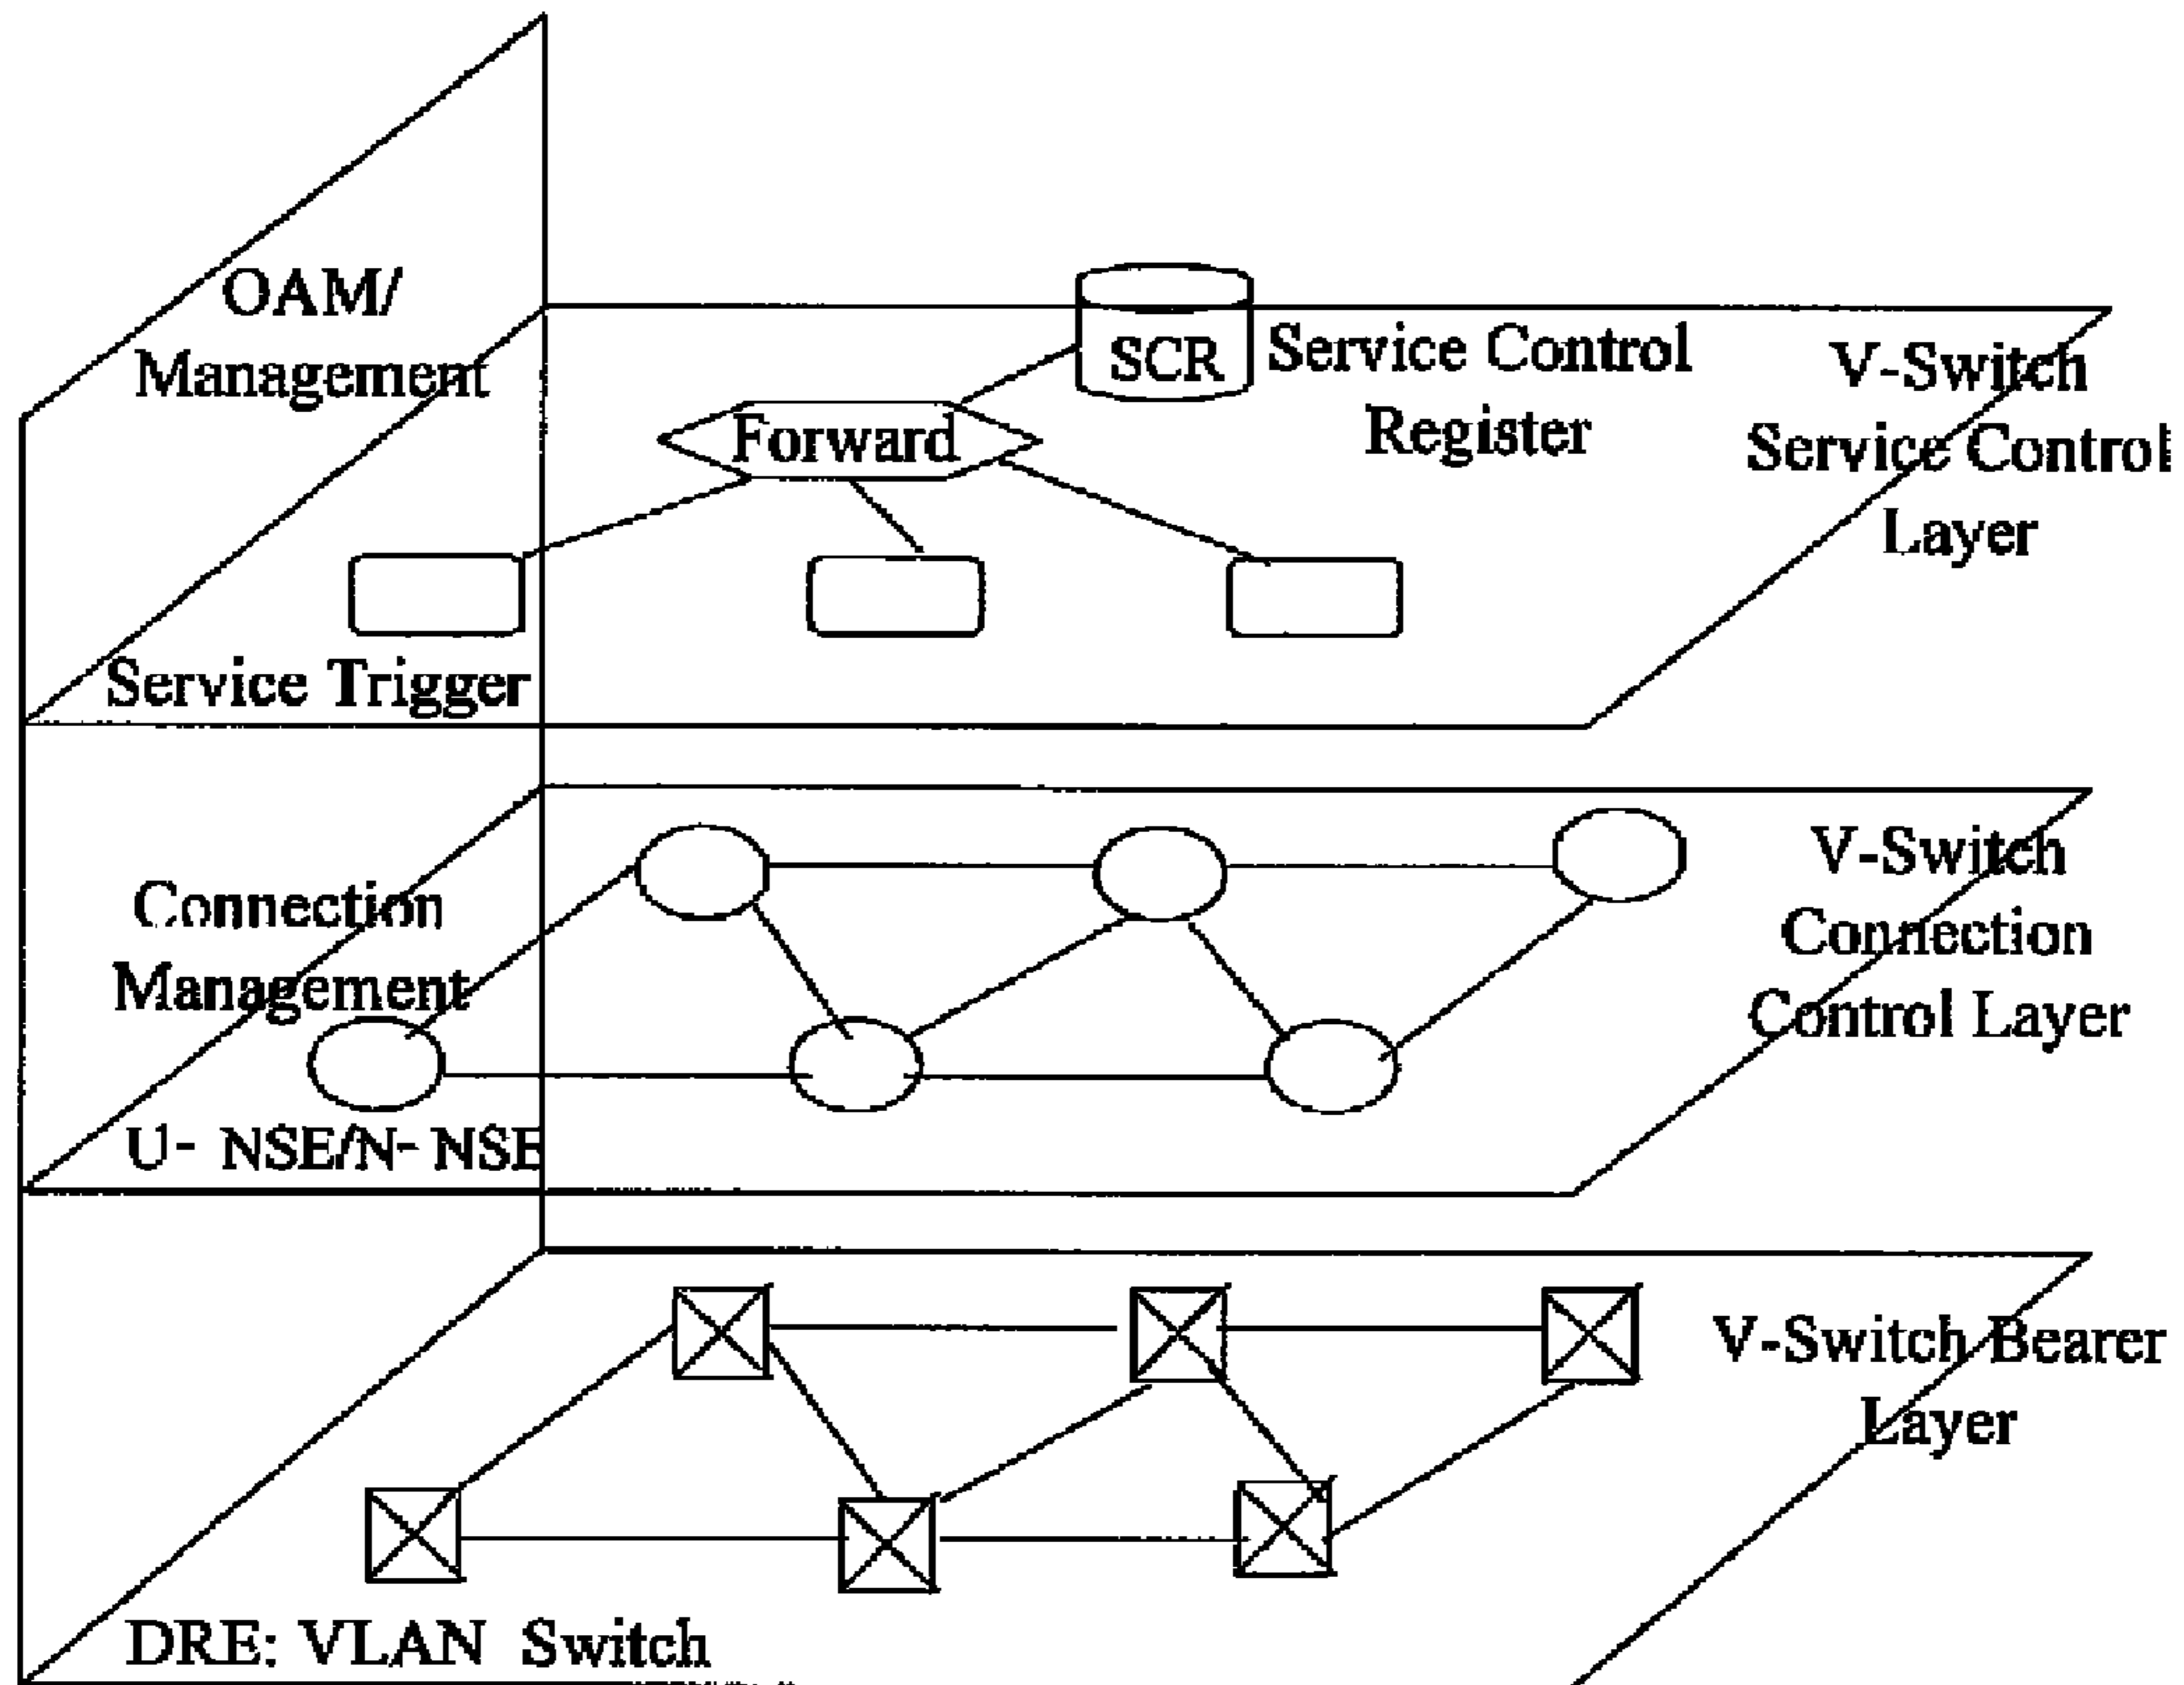 OAM/
Management
SCR
Service Control
Register
V-Switch
Service Control
Layer
Forward
Service Trigger
Connection
Management
V-Switch
Connection
Control Layer
U- NSE/N- NSE
V-Switch Bearer
Layer
DRE: VLAN Switch